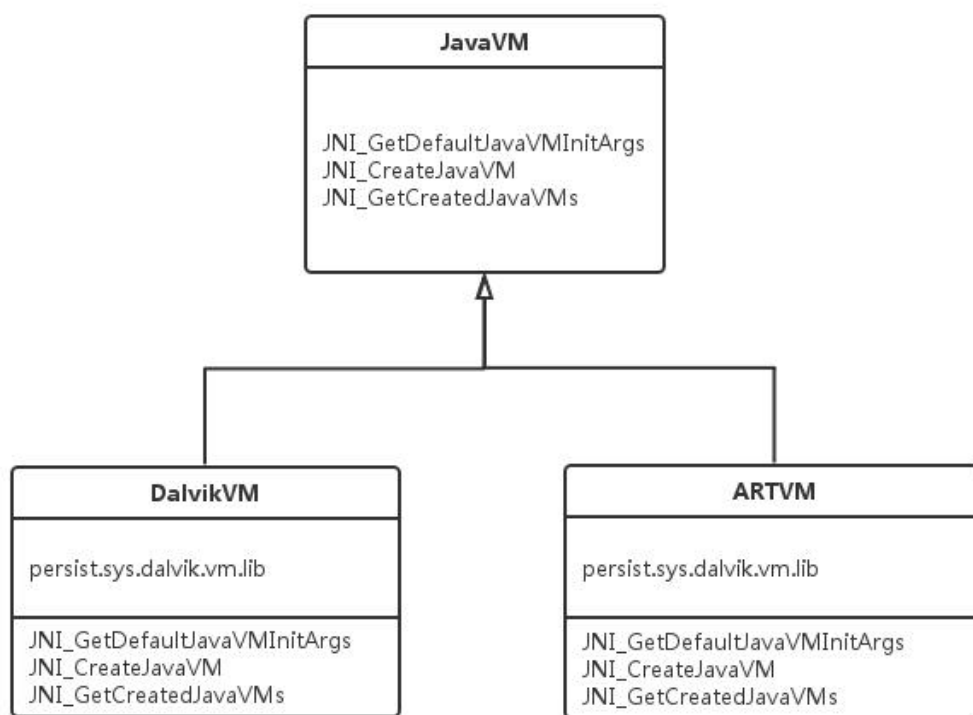 JavaVM
JNI_GetDefaultJavaVMInitArgs
JNI_CreateJavaVM
JNI_GetCreatedJavaVMs
DalvikVM
persist.sys.dalvik.vm.lib
JNI_GetDefaultJavaVMInitArgs
JNI_CreateJavaVM
JNI_GetCreatedJavaVMs
ARTVM
persist.sys.dalvik.vm.lib
JNI_GetDefaultJavaVMInitArgs
JNI_CreateJavaVM
JNI_GetCreatedJavaVMs